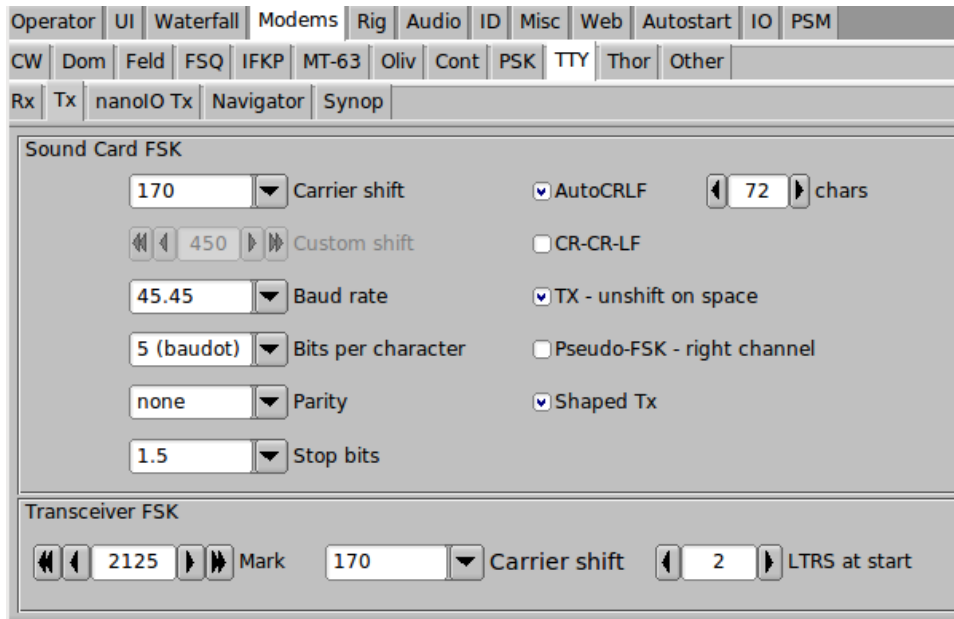 Operator UI Waterfall Modems Rig Audio ID Misc Web Autostart IO PSM
CW Dom Feld FSQ IFKP MT-63 Oliv Cont PSK TTY Thor Other
Rx Tx nanoIO Tx Navigator Synop
Sound Card FSK
170 Carrier shift AutoCRLF 72 chars
450 Custom shift CR-CR-LF
45.45 Baud rate TX - unshift on space
5 (baudot) Bits per character Pseudo-FSK - right channel
none Parity Shaped Tx
1.5 Stop bits
Transceiver FSK
2125 Mark 170 Carrier shift 2 LTRS at start